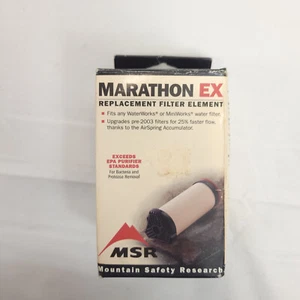 MARATHON EX
REPLACEMENT FILTER ELEMENT
• Fits any WaterWorks® or MiniWorks® water filter.
• Upgrades pre-2003 filters for 25% faster flow,
thanks to the AirSpring Accumulator.
EXCEEDS
EPA PURIFIED
STANDARDS
For Bacteria and
Protozoa Removal
MSR
Mountain Safety Research